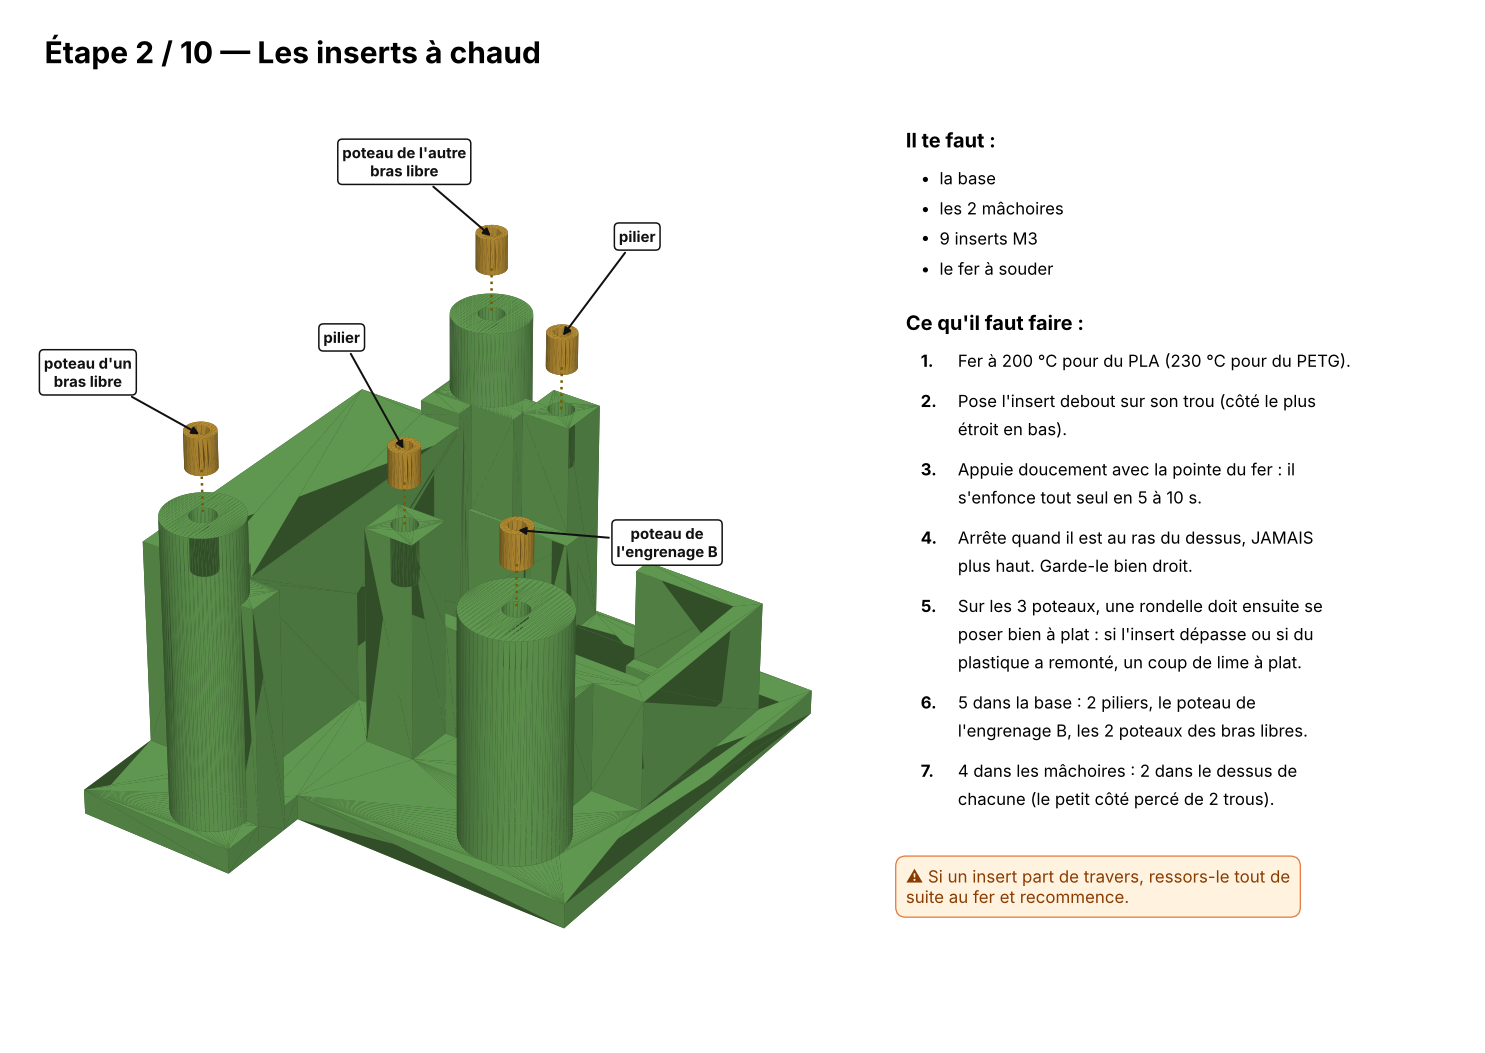 Étape 2 / 10 — Les inserts à chaud
poteau de l'autre
bras libre
pilier
pilier
poteau d'un
bras libre
poteau de
l'engrenage B
Il te faut :
• la base
• les 2 mâchoires
• 9 inserts M3
• le fer à souder
Ce qu'il faut faire :
1. Fer à 200 °C pour du PLA (230 °C pour du PETG).
2. Pose l'insert debout sur son trou (côté le plus
étroit en bas).
3. Appuie doucement avec la pointe du fer : il
s'enfonce tout seul en 5 à 10 s.
4. Arrête quand il est au ras du dessus, JAMAIS
plus haut. Garde-le bien droit.
5. Sur les 3 poteaux, une rondelle doit ensuite se
poser bien à plat : si l'insert dépasse ou si du
plastique a remonté, un coup de lime à plat.
6. 5 dans la base : 2 piliers, le poteau de
l'engrenage B, les 2 poteaux des bras libres.
7. 4 dans les mâchoires : 2 dans le dessus de
chacune (le petit côté percé de 2 trous).
⚠ Si un insert part de travers, ressors-le tout de
suite au fer et recommence.